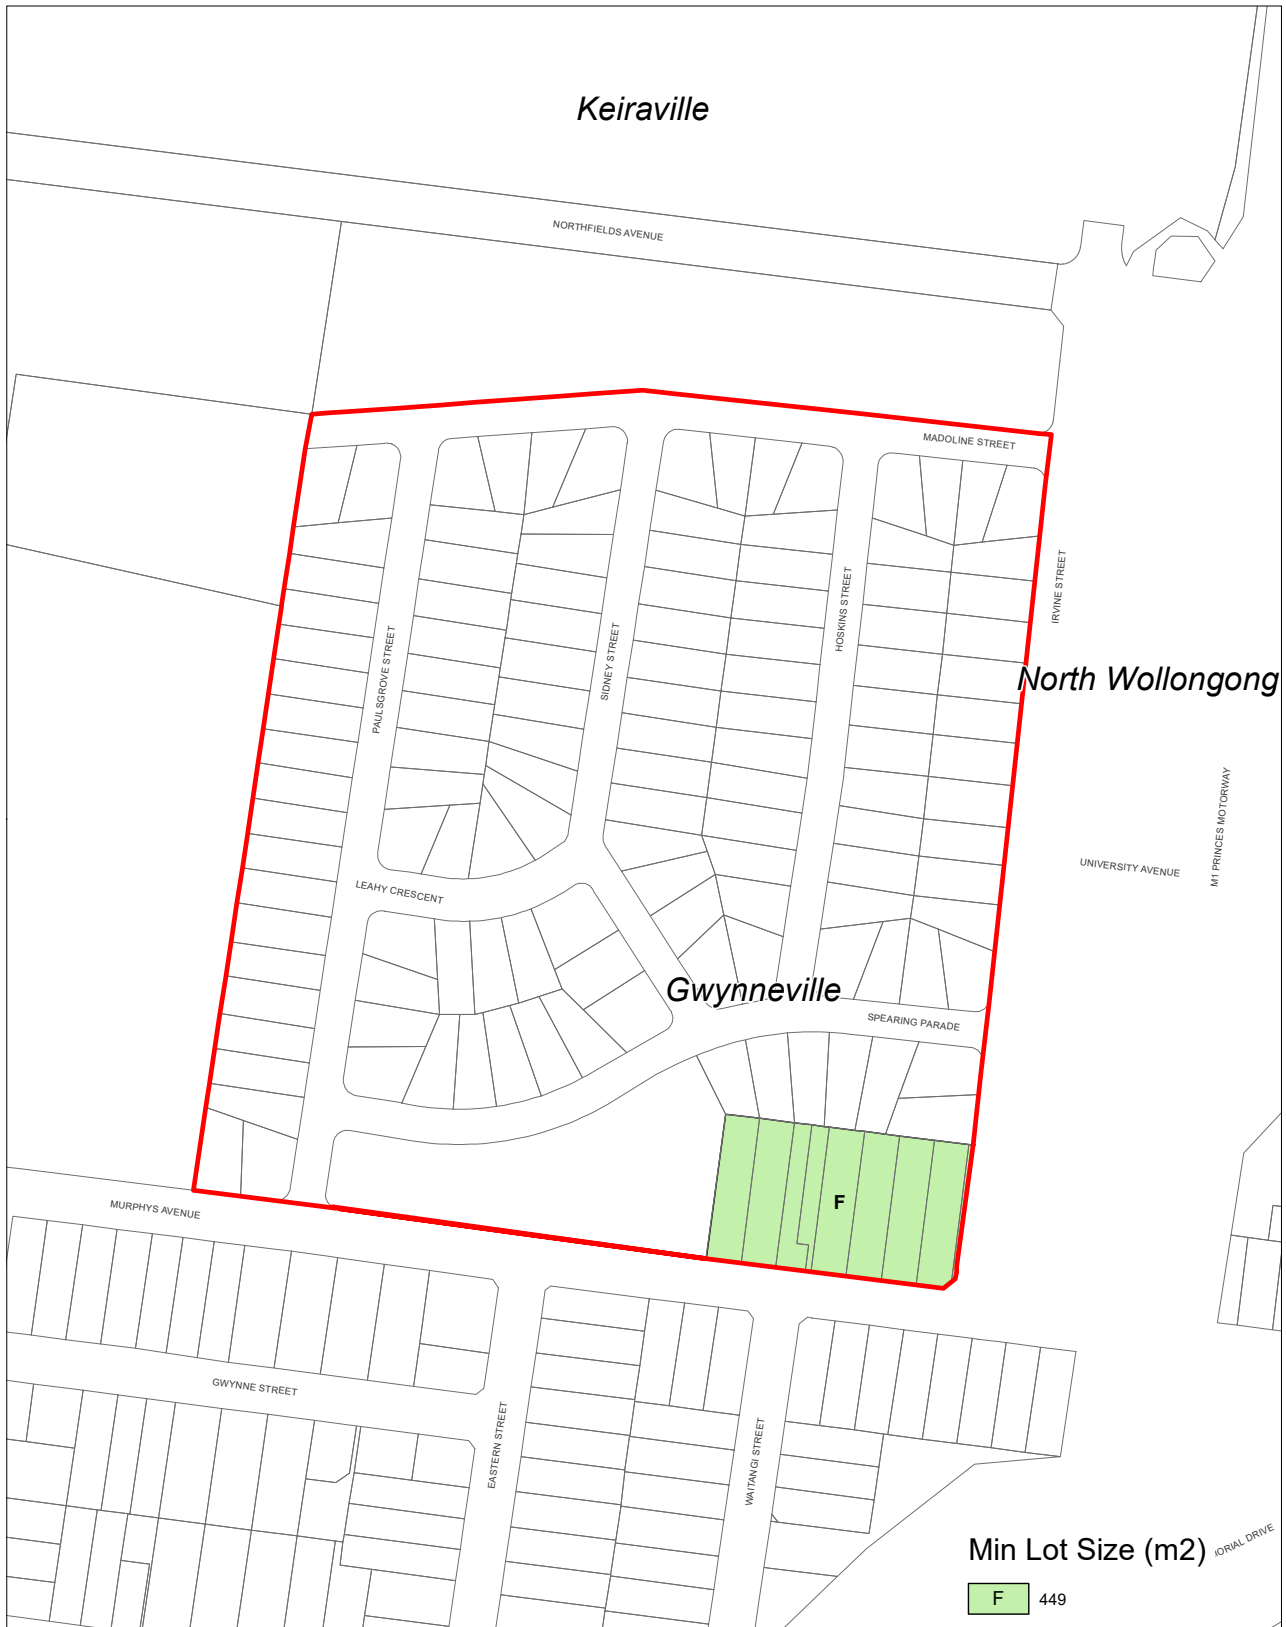 Keiraville
NORTHFIELDS AVENUE
MADOLINE STREET
IRVINE STREET
HOSKINS STREET
PAULSGROVE STREET
SIDNEY STREET
North Wollongong
M1 PRINCES MOTORWAY
UNIVERSITY AVENUE
LEAHY CRESCENT
Gwynneville
SPEARING PARADE
F
MURPHYS AVENUE
GWYNNE STREET
EASTERN STREET
WAITANGI STREET
Min Lot Size (m2)
ORIAL DRIVE
F 449